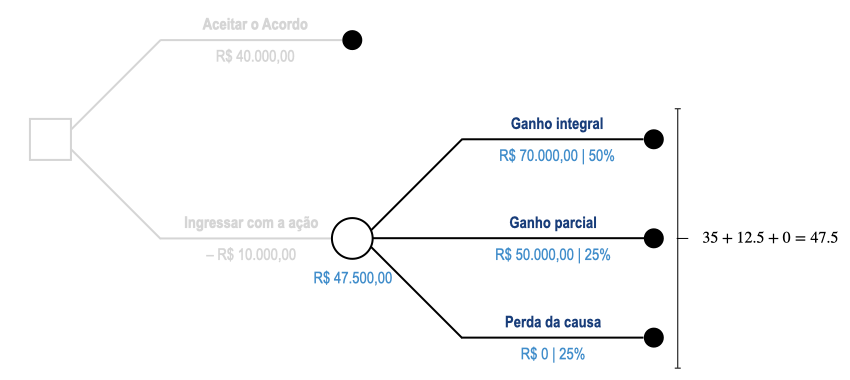 Aceitar o Acordo
R$ 40.000,00
Ingressar com a ação
– R$ 10.000,00
R$ 47.500,00
Ganho integral
R$ 70.000,00 | 50%
Ganho parcial
R$ 50.000,00 | 25%
Perda da causa
R$ 0 | 25%
35 + 12.5 + 0 = 47.5